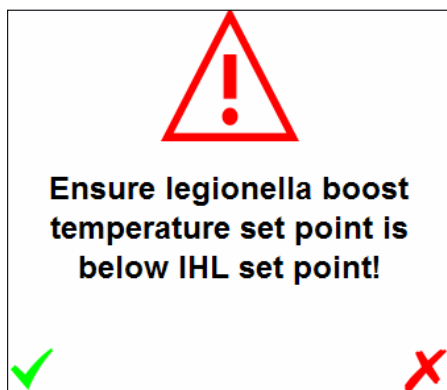 Ensure legionella boost
temperature set point is
below IHL set point!